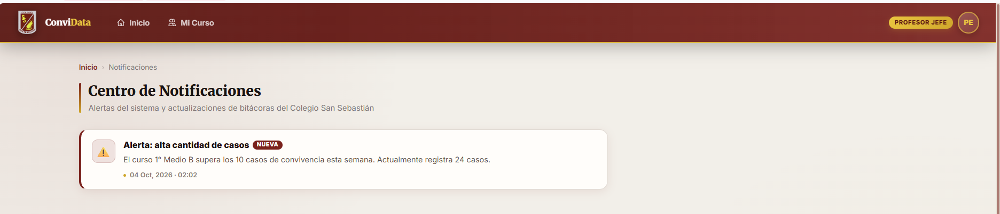 COLEGIO
ConviData
Inicio
Mi Curso
PROFESOR JEFE
PE
Inicio › Notificaciones
Centro de Notificaciones
Alertas del sistema y actualizaciones de bitácoras del Colegio San Sebastián
Alerta: alta cantidad de casos NUEVA
El curso 1° Medio B supera los 10 casos de convivencia esta semana. Actualmente registra 24 casos.
04 Oct, 2026 · 02:02